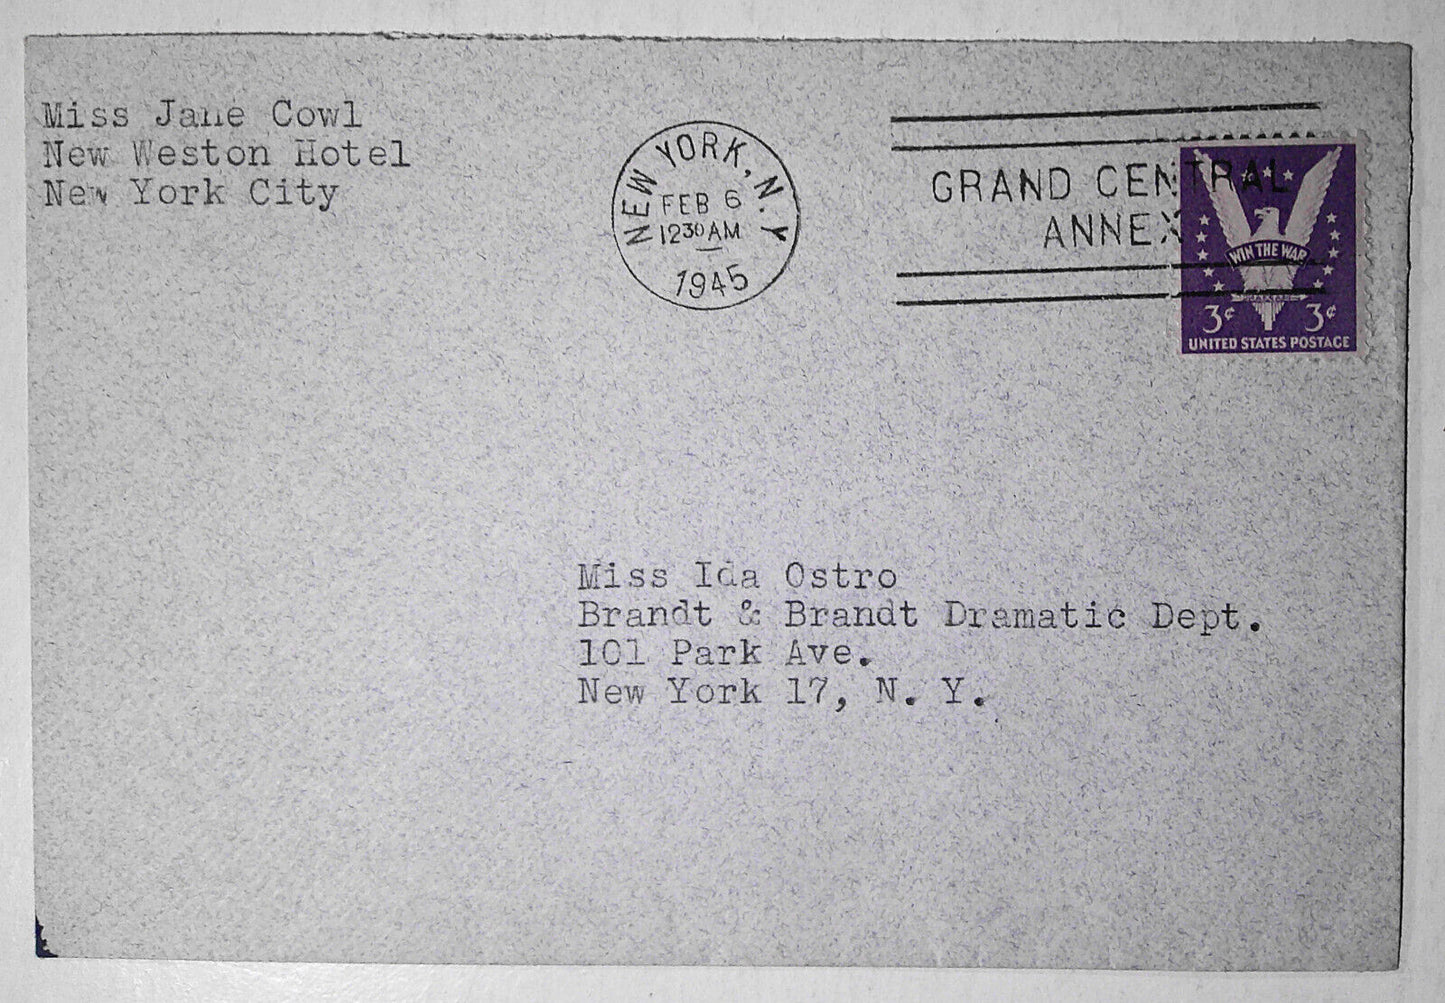 Miss Jane Cowl
New Weston Hotel
New York City
NEW YORK, N.Y.
FEB 6
12 30 AM
1945
GRAND CENTRAL
ANNEX
WIN THE WAR
3¢ 3¢
UNITED STATES POSTAGE
Miss Ida Ostro
Brandt & Brandt Dramatic Dept.
101 Park Ave.
New York 17, N. Y.